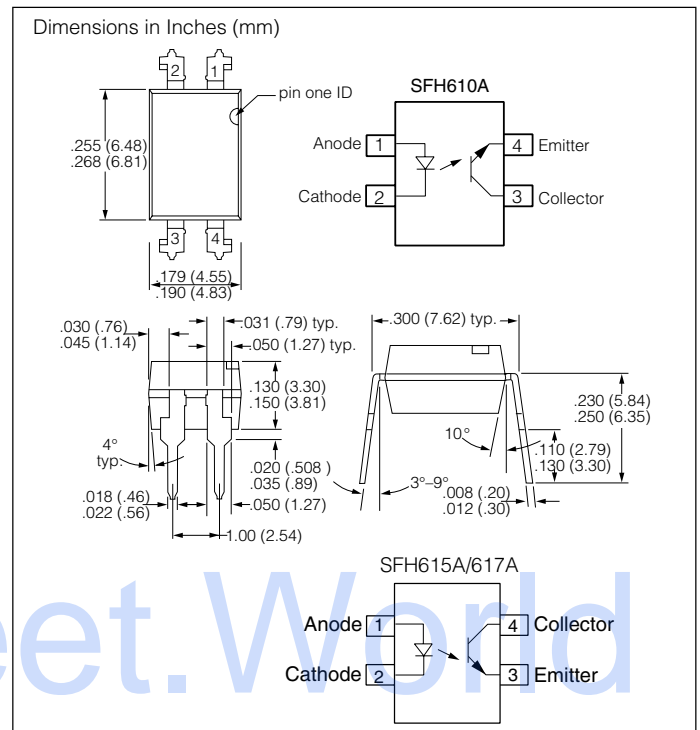 Dimensions in Inches (mm)
2 1
pin one ID
.255 (6.48)
.268 (6.81)
3 4
.179 (4.55)
.190 (4.83)
SFH610A
Anode 1 4 Emitter
Cathode 2 3 Collector
.030 (.76)
.045 (1.14)
.031 (.79) typ.
.050 (1.27) typ.
.130 (3.30)
.150 (3.81)
4°
typ.
.020 (.508 )
.035 (.89)
.018 (.46)
.022 (.56)
.050 (1.27)
1.00 (2.54)
.300 (7.62) typ.
.230 (5.84)
.250 (6.35)
10°
.110 (2.79)
.130 (3.30)
3°–9°
.008 (.20)
.012 (.30)
SFH615A/617A
Anode 1 4 Collector
Cathode 2 3 Emitter
eet.World